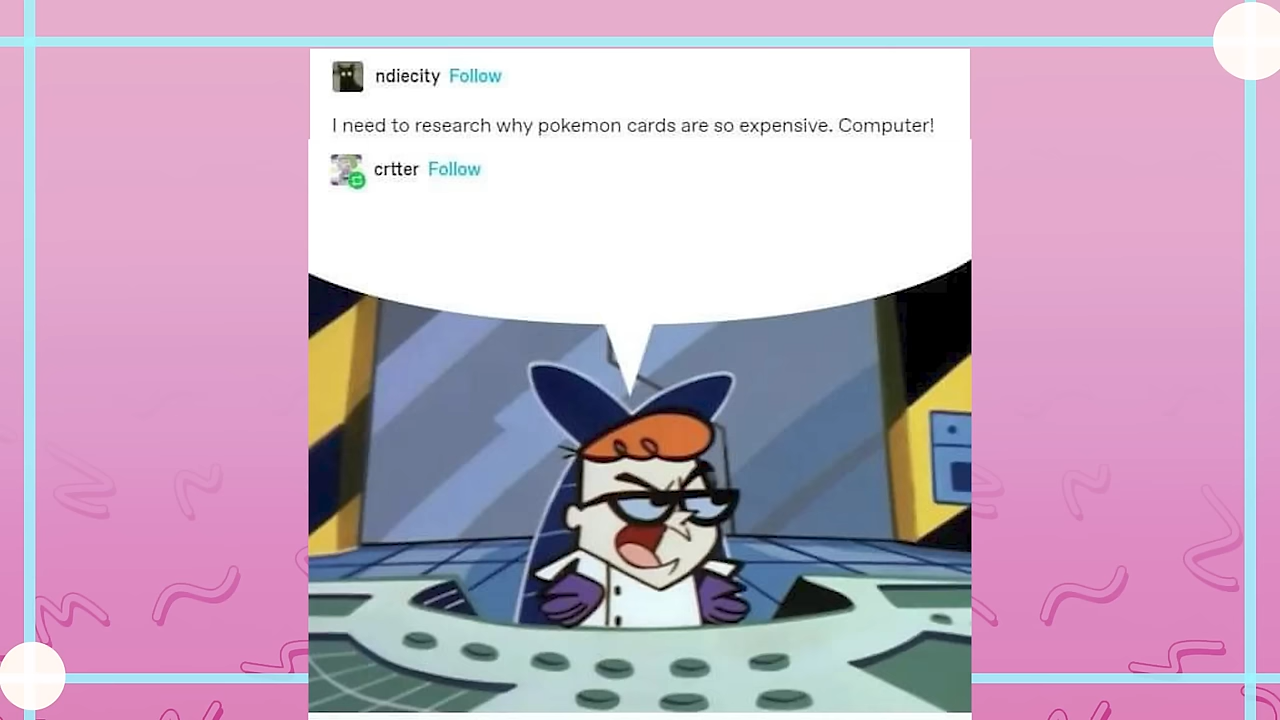 ndiecity Follow
I need to research why pokemon cards are so expensive. Computer!
crtter Follow